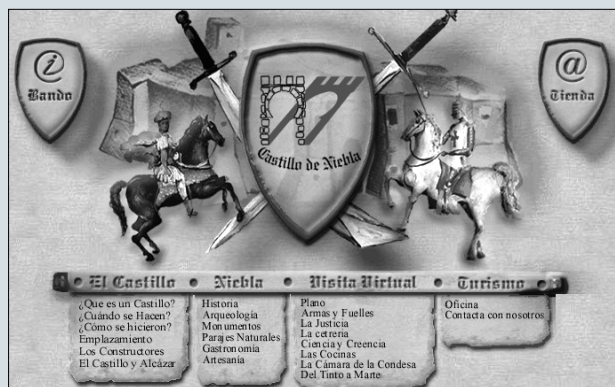 Bando
@
Tienda
Castillo de Niebla
El Castillo
¿Que es un Castillo?
¿Cuándo se Hacen?
¿Cómo se hicieron?
Emplazamiento
Los Constructores
El Castillo y Alcázar
Niebla
Historia
Arqueología
Monumentos
Parajes Naturales
Gastronomía
Artesanía
Visita Virtual
Plano
Armas y Fuelles
La Justicia
La cetreria
Ciencia y Creencia
Las Cocinas
La Cámara de la Condesa
Del Tinto a Marte
Turismo
Oficina
Contacta con nosotros